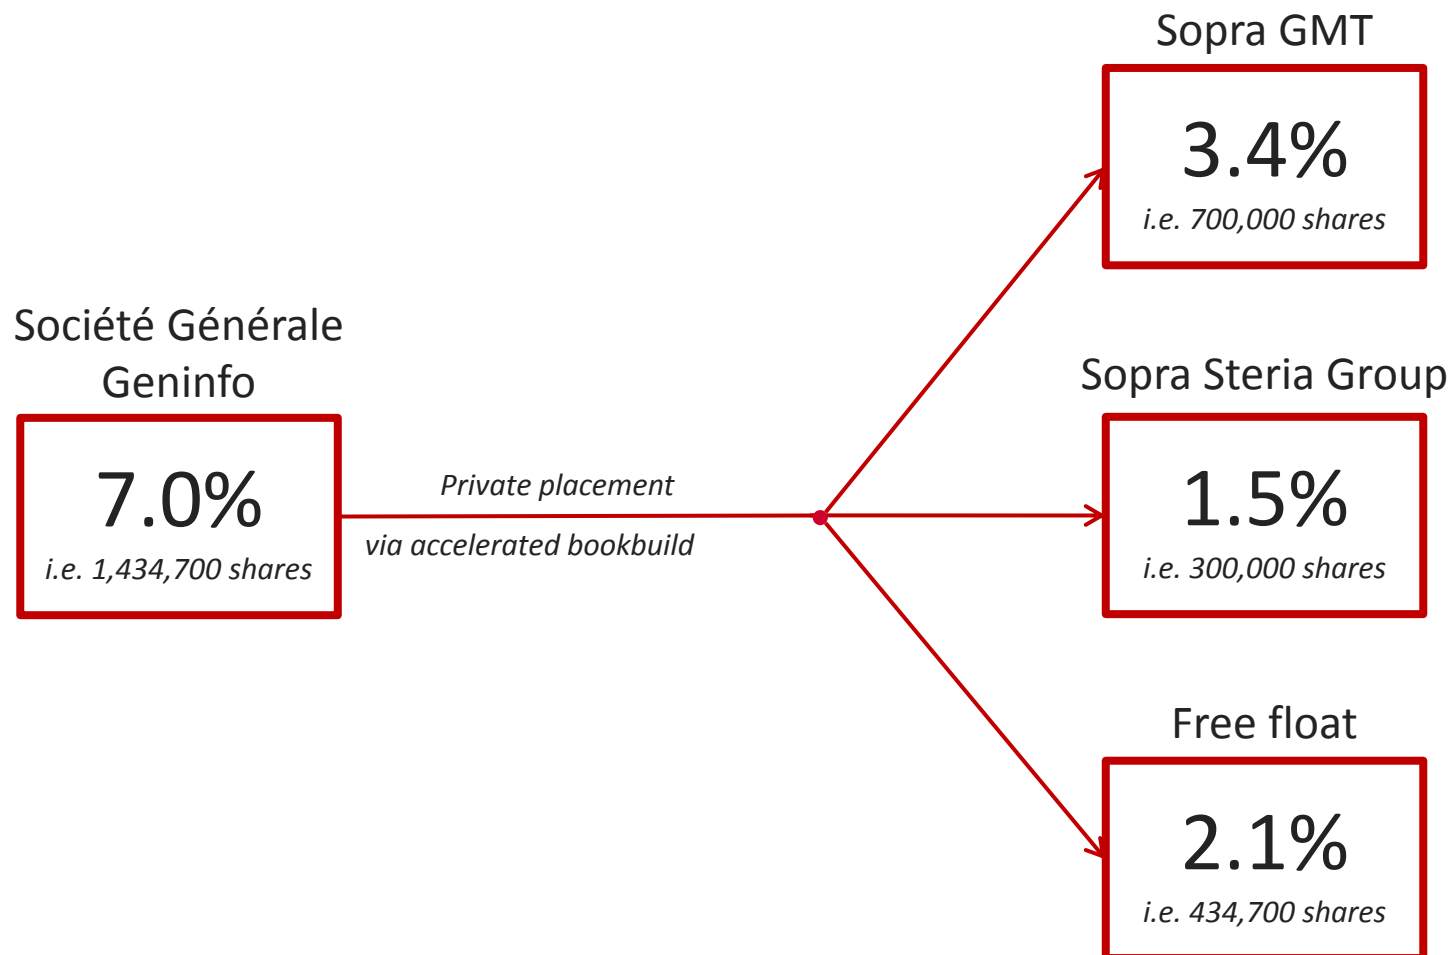 Société Générale
Geninfo
7.0%
i.e. 1,434,700 shares
Private placement
via accelerated bookbuild
Sopra GMT
3.4%
i.e. 700,000 shares
Sopra Steria Group
1.5%
i.e. 300,000 shares
Free float
2.1%
i.e. 434,700 shares